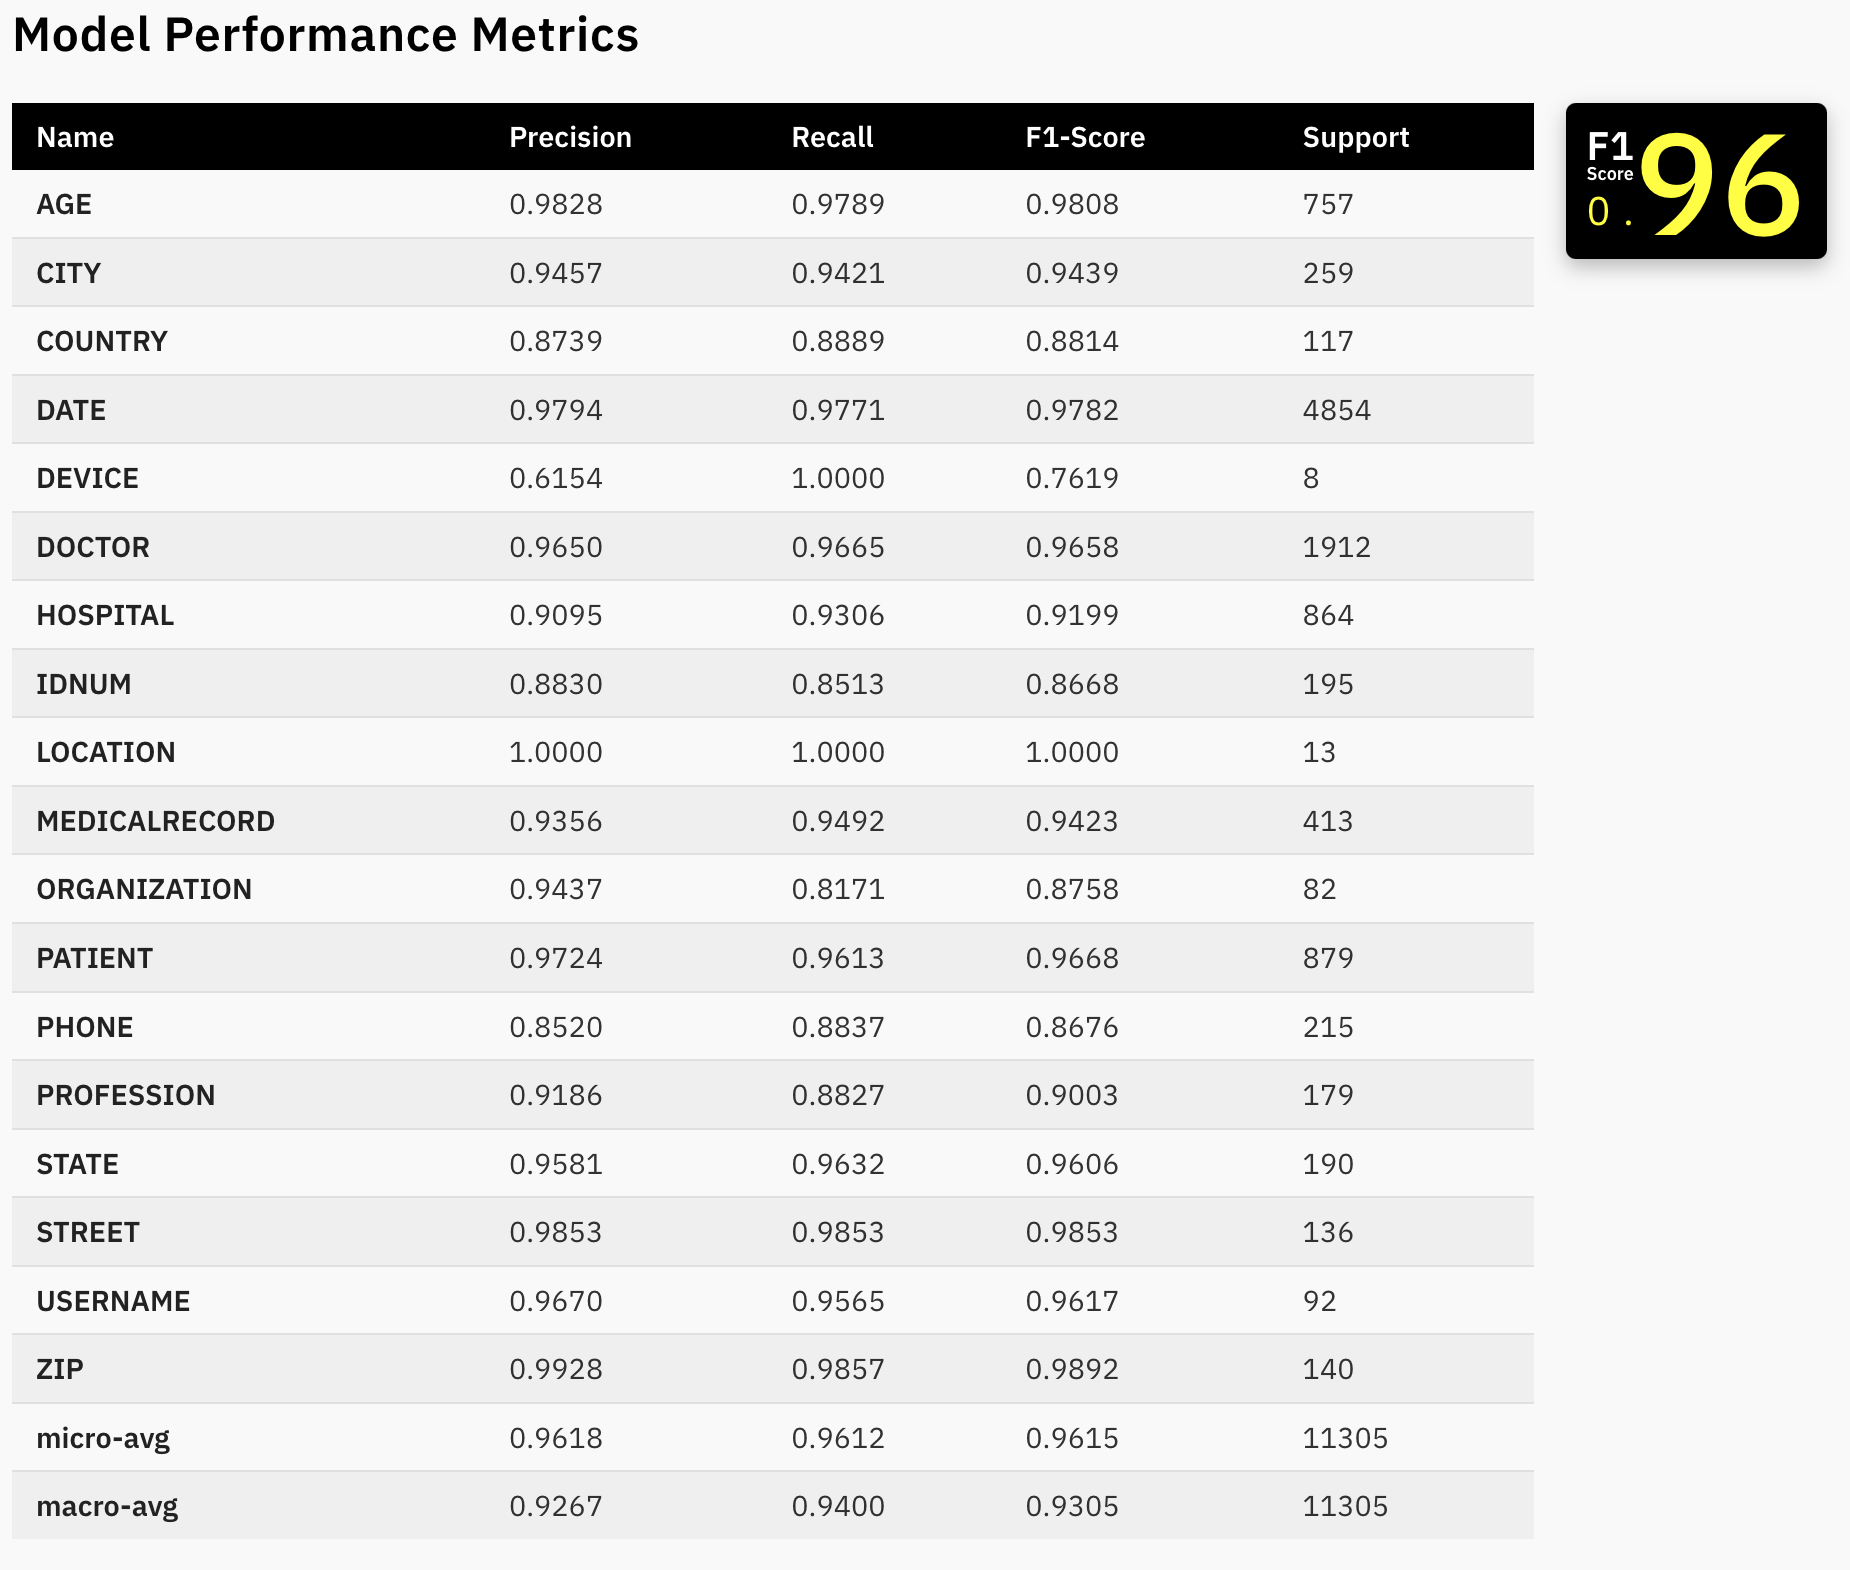 Model Performance Metrics
Name Precision Recall F1-Score Support
AGE 0.9828 0.9789 0.9808 757
CITY 0.9457 0.9421 0.9439 259
COUNTRY 0.8739 0.8889 0.8814 117
DATE 0.9794 0.9771 0.9782 4854
DEVICE 0.6154 1.0000 0.7619 8
DOCTOR 0.9650 0.9665 0.9658 1912
HOSPITAL 0.9095 0.9306 0.9199 864
IDNUM 0.8830 0.8513 0.8668 195
LOCATION 1.0000 1.0000 1.0000 13
MEDICALRECORD 0.9356 0.9492 0.9423 413
ORGANIZATION 0.9437 0.8171 0.8758 82
PATIENT 0.9724 0.9613 0.9668 879
PHONE 0.8520 0.8837 0.8676 215
PROFESSION 0.9186 0.8827 0.9003 179
STATE 0.9581 0.9632 0.9606 190
STREET 0.9853 0.9853 0.9853 136
USERNAME 0.9670 0.9565 0.9617 92
ZIP 0.9928 0.9857 0.9892 140
micro-avg 0.9618 0.9612 0.9615 11305
macro-avg 0.9267 0.9400 0.9305 11305
F1
Score
0.96